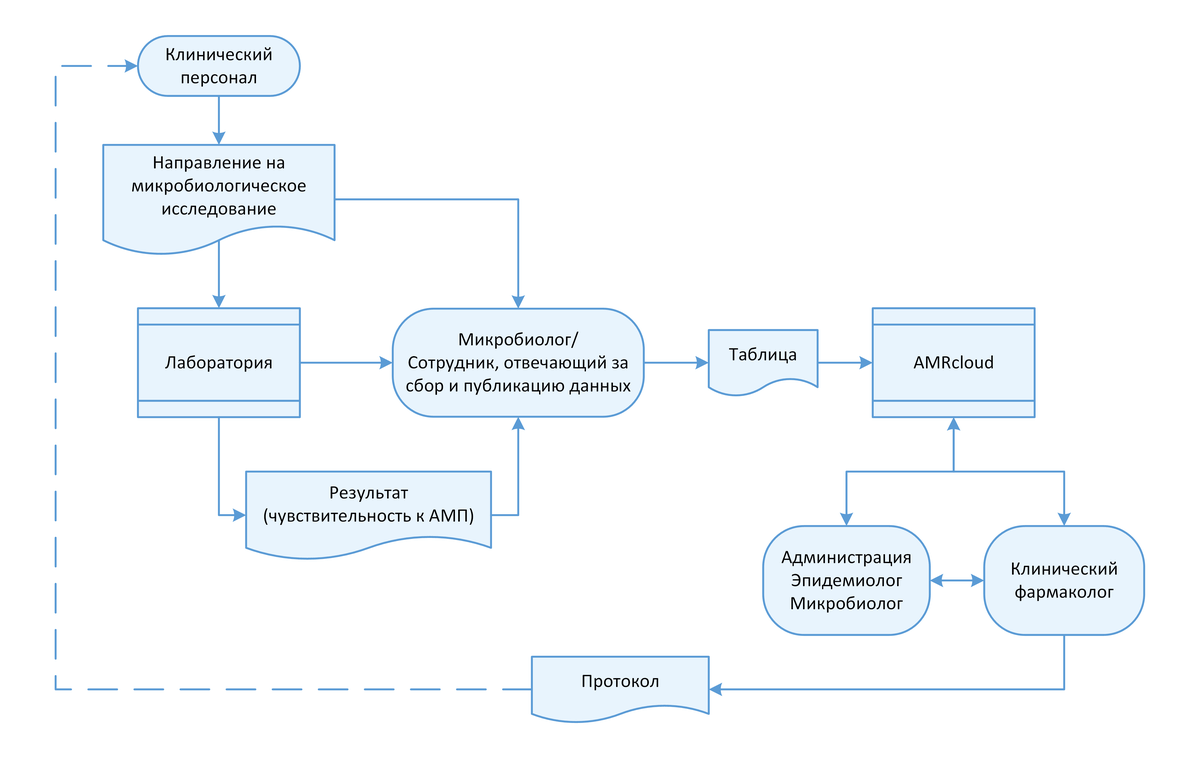 Клинический
персонал
Направление на
микробиологическое
исследование
Лаборатория
Микробиолог/
Сотрудник, отвечающий за
сбор и публикацию данных
Таблица
AMRcloud
Результат
(чувствительность к АМП)
Администрация
Эпидемиолог
Микробиолог
Клинический
фармаколог
Протокол